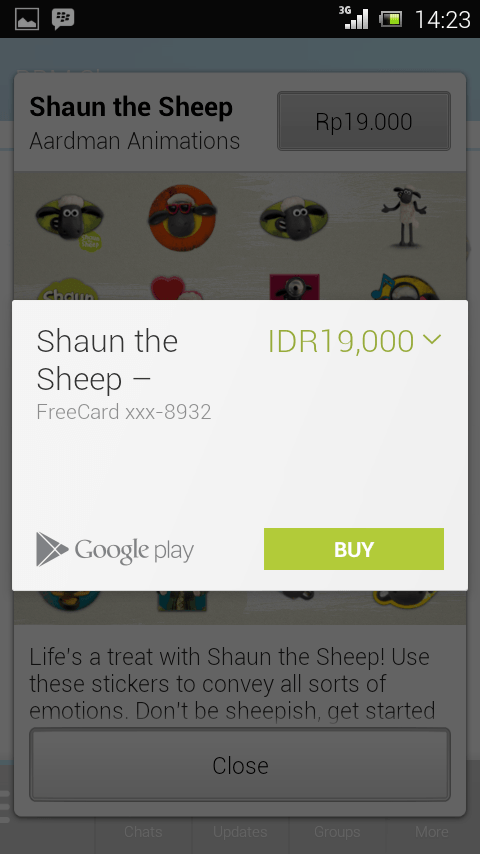 3G
14:23
Shaun the Sheep
Rp19.000
Aardman Animations
Shaun
Shaun the
Sheep –
IDR19,000
FreeCard xxx-8932
Google play
BUY
Life's a treat with Shaun the Sheep! Use
these stickers to convey all sorts of
emotions. Don't be sheepish, get started
Close
Chats
Updates
Groups
More